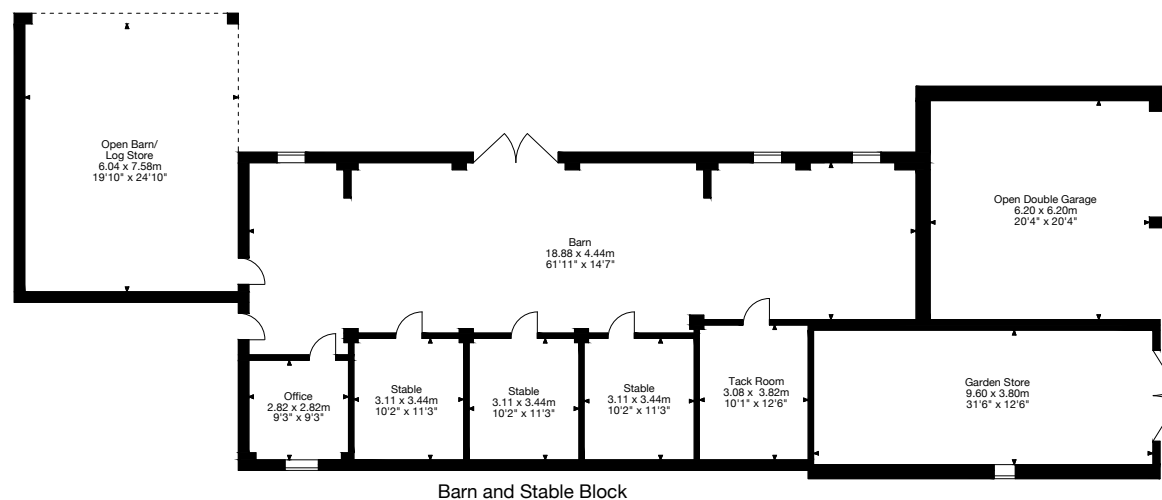 Open Barn/
Log Store
6.04 x 7.58m
19'10" x 24'10"
Open Double Garage
6.20 x 6.20m
20'4" x 20'4"
Barn
18.88 x 4.44m
61'11" x 14'7"
Office
2.82 x 2.82m
9'3" x 9'3"
Stable
3.11 x 3.44m
10'2" x 11'3"
Stable
3.11 x 3.44m
10'2" x 11'3"
Stable
3.11 x 3.44m
10'2" x 11'3"
Tack Room
3.08 x 3.82m
10'1" x 12'6"
Garden Store
9.60 x 3.80m
31'6" x 12'6"
Barn and Stable Block